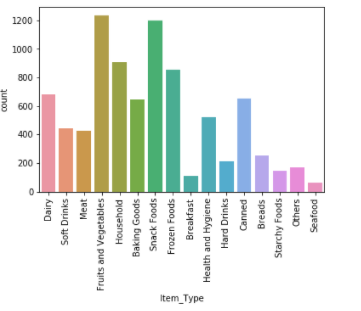 1200
1000
800
600
400
200
0
count
Dairy
Soft Drinks
Meat
Fruits and Vegetables
Household
Baking Goods
Snack Foods
Frozen Foods
Breakfast
Health and Hygiene
Hard Drinks
Canned
Breads
Starchy Foods
Others
Seafood
Item_Type